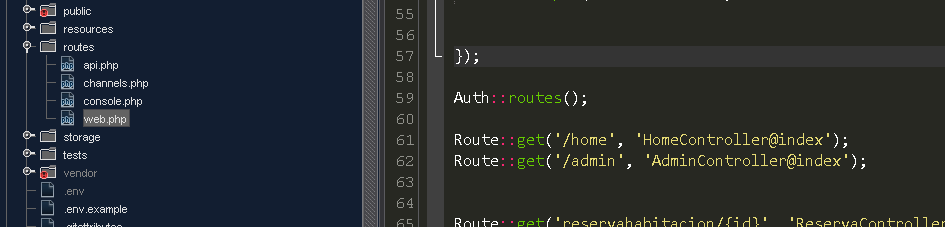 public
resources
routes
api.php
channels.php
console.php
web.php
storage
tests
vendor
.env
.env.example
.gitattributes
55
56
57 });
58
59 Auth::routes();
60
61 Route::get('/home', 'HomeController@index');
62 Route::get('/admin', 'AdminController@index');
63
64
65 Route::get('reservahabitacion/{id}', 'ReservaController